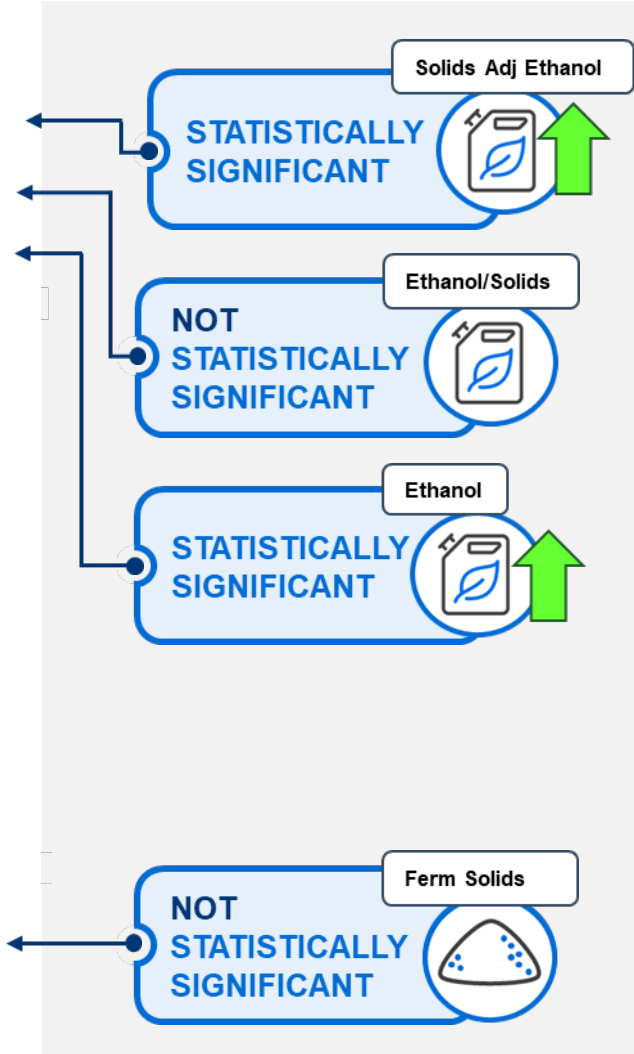 Solids Adj Ethanol
STATISTICALLY
SIGNIFICANT
Ethanol/Solids
NOT
STATISTICALLY
SIGNIFICANT
Ethanol
STATISTICALLY
SIGNIFICANT
Ferm Solids
NOT
STATISTICALLY
SIGNIFICANT